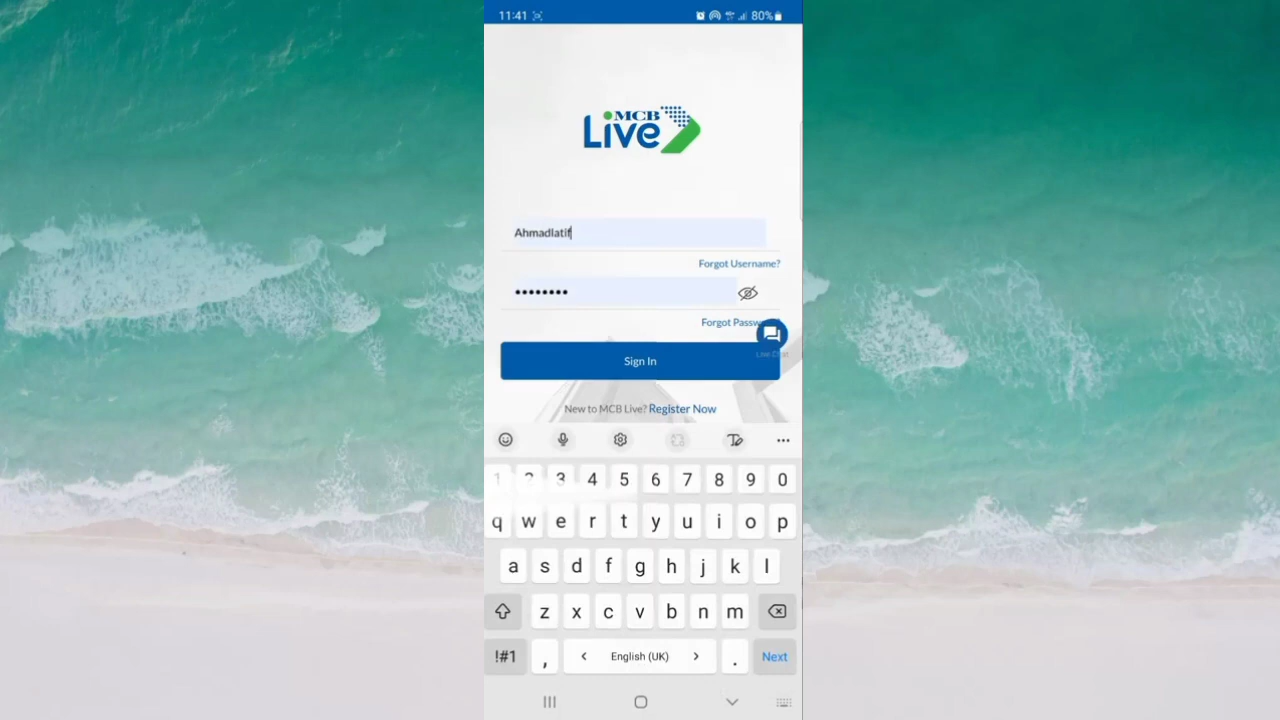 11:41 80%
MCB
Live
Ahmadlatif
Forgot Username?
••••••••
Forgot
Sign In
New to MCB Live? Register Now
1 2 3 4 5 6 7 8 9 0
q w e r t y u i o p
a s d f g h j k l
z x c v b n m
!#1 , < English (UK) > . Next